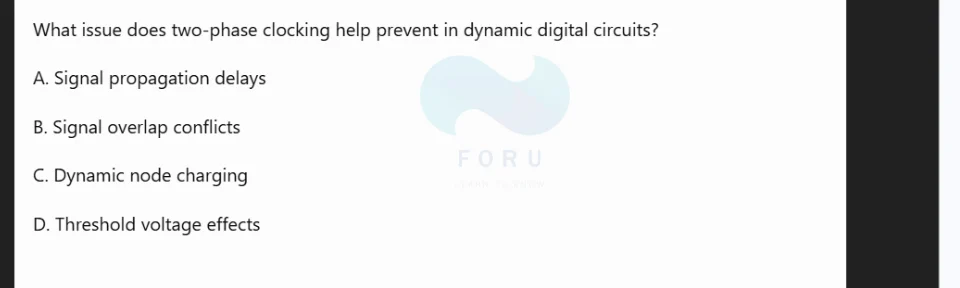 What issue does two-phase clocking help prevent in dynamic digital circuits?
A. Signal propagation delays
B. Signal overlap conflicts
FORU
C. Dynamic node charging
D. Threshold voltage effects